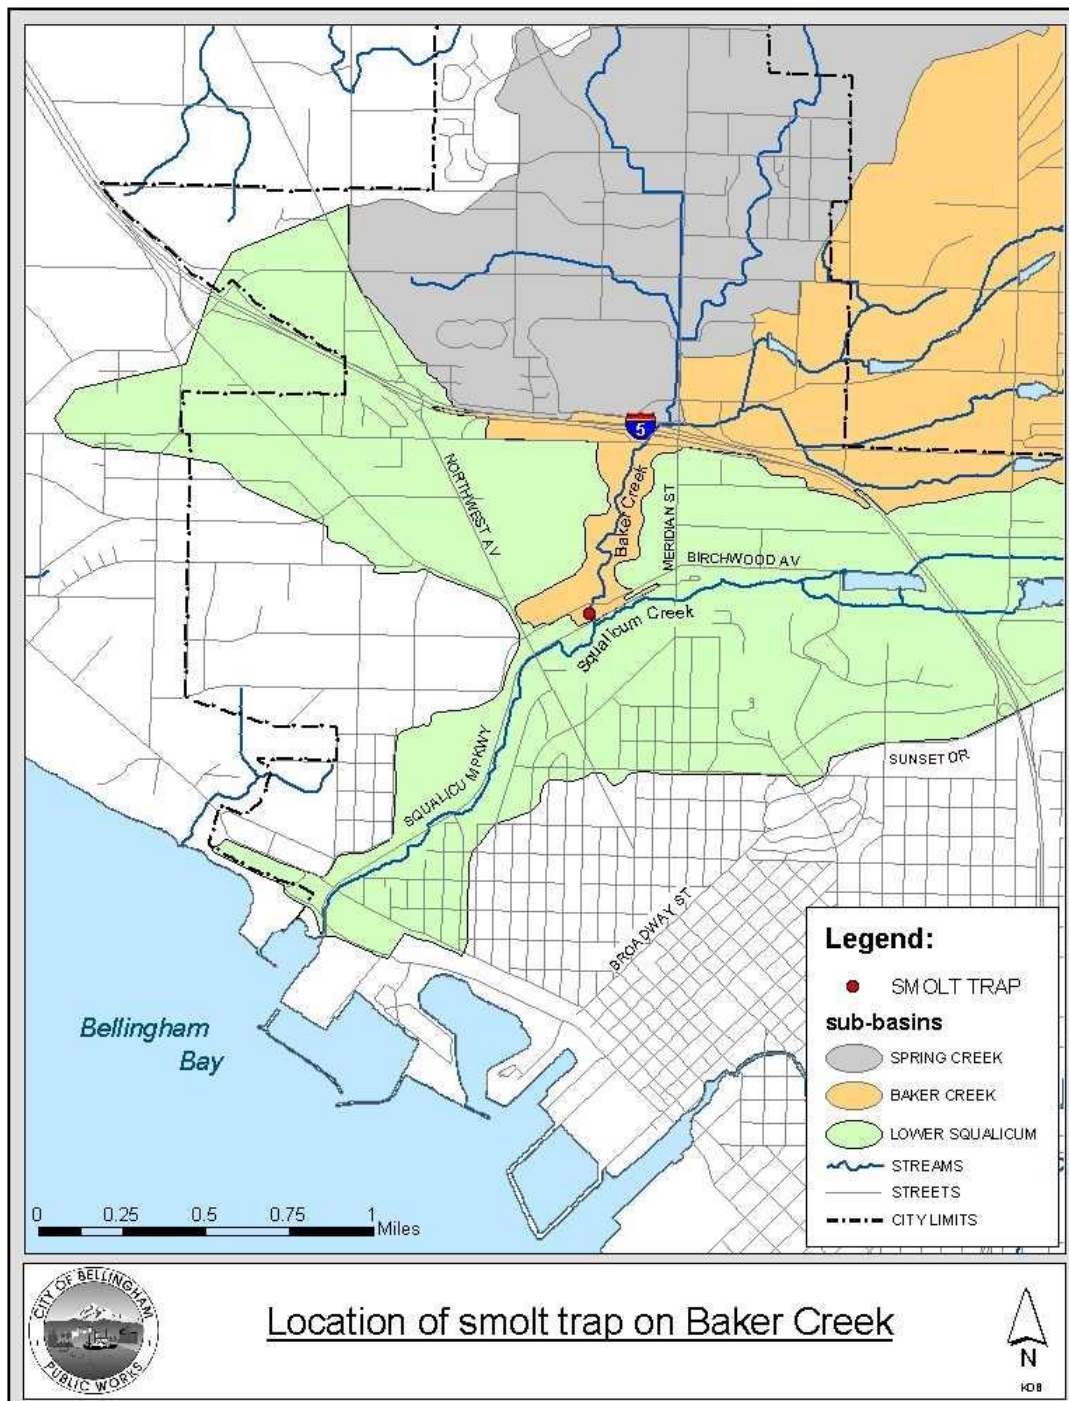 5
NORTHWEST AV
Baker Creek
MERIDIAN ST
BIRCHWOOD AV
Squalicum Creek
SUNSET DR
SQUALICU M PKWY
BROADWAY ST
Bellingham
Bay
0 0.25 0.5 0.75 1
Miles
Legend:
SMOLT TRAP
sub-basins
SPRING CREEK
BAKER CREEK
LOWER SQUALICUM
STREAMS
STREETS
CITY LIMITS
CITY OF BELLINGHAM
PUBLIC WORKS
Location of smolt trap on Baker Creek
N